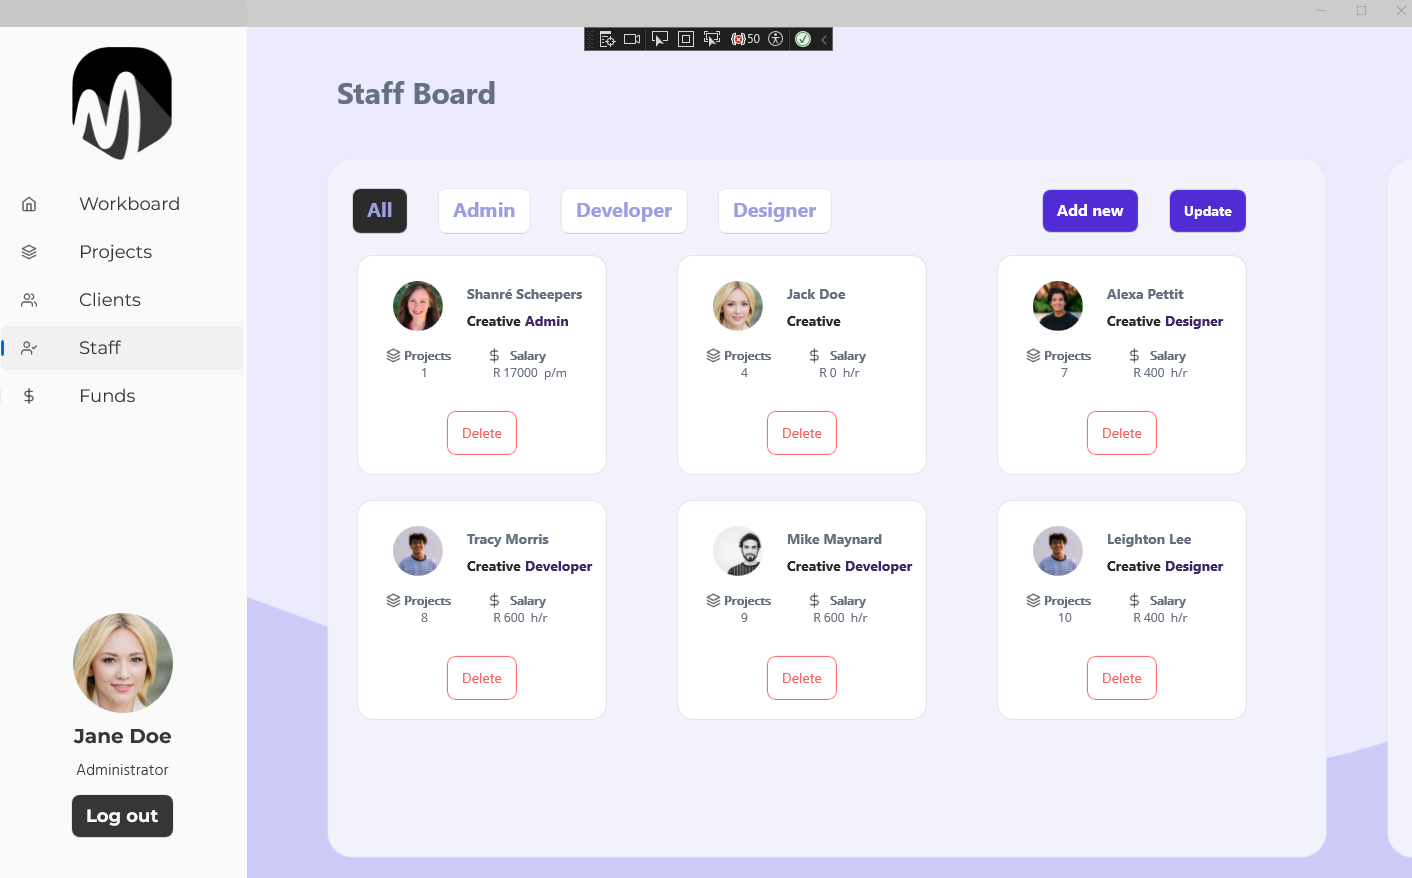 50
Staff Board
Workboard
Projects
Clients
Staff
Funds
All Admin Developer Designer Add new Update
Shanré Scheepers
Creative Admin
Projects Salary
1 R 17000 p/m
Delete
Jack Doe
Creative
Projects Salary
4 R 0 h/r
Delete
Alexa Pettit
Creative Designer
Projects Salary
7 R 400 h/r
Delete
Tracy Morris
Creative Developer
Projects Salary
8 R 600 h/r
Delete
Mike Maynard
Creative Developer
Projects Salary
9 R 600 h/r
Delete
Leighton Lee
Creative Designer
Projects Salary
10 R 400 h/r
Delete
Jane Doe
Administrator
Log out